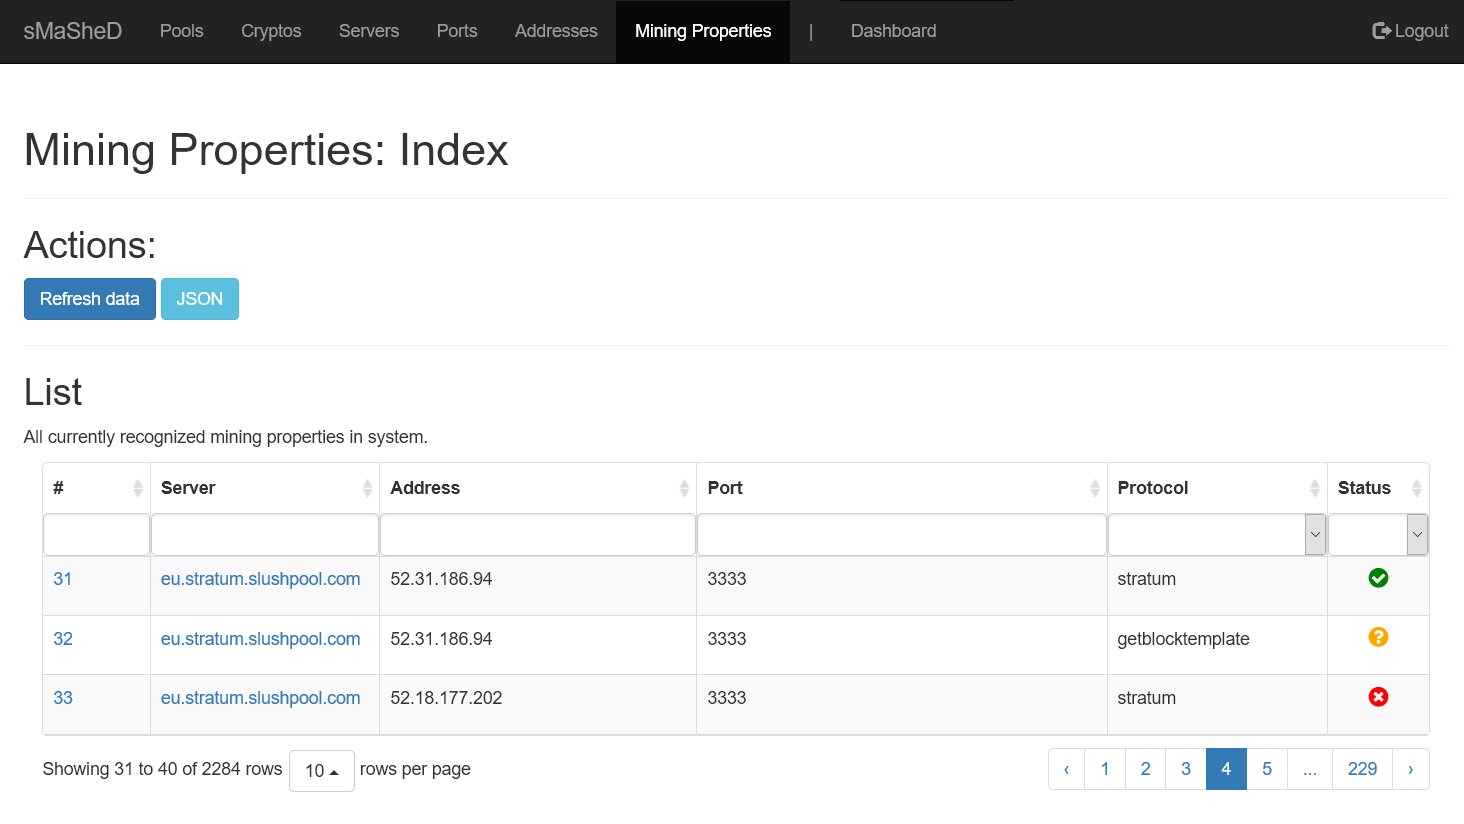 sMaSheD Pools Cryptos Servers Ports Addresses Mining Properties | Dashboard Logout
Mining Properties: Index
Actions:
Refresh data JSON
List
All currently recognized mining properties in system.
# Server Address Port Protocol Status
31 eu.stratum.slushpool.com 52.31.186.94 3333 stratum
32 eu.stratum.slushpool.com 52.31.186.94 3333 getblocktemplate
33 eu.stratum.slushpool.com 52.18.177.202 3333 stratum
Showing 31 to 40 of 2284 rows 10 rows per page ‹ 1 2 3 4 5 ... 229 ›